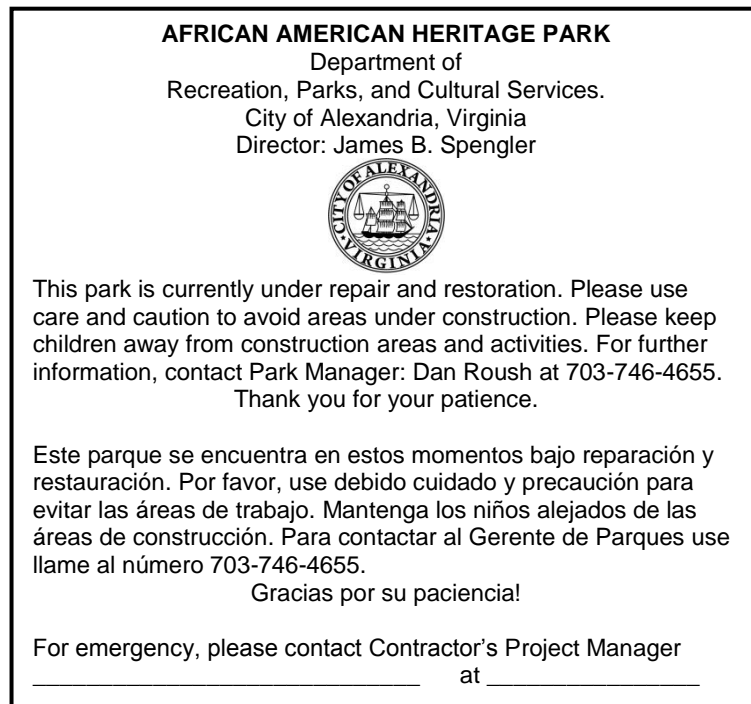 AFRICAN AMERICAN HERITAGE PARK
Department of
Recreation, Parks, and Cultural Services.
City of Alexandria, Virginia
Director: James B. Spengler
CITY OF ALEXANDRIA
VIRGINIA
This park is currently under repair and restoration. Please use
care and caution to avoid areas under construction. Please keep
children away from construction areas and activities. For further
information, contact Park Manager: Dan Roush at 703-746-4655.
Thank you for your patience.
Este parque se encuentra en estos momentos bajo reparación y
restauración. Por favor, use debido cuidado y precaución para
evitar las áreas de trabajo. Mantenga los niños alejados de las
áreas de construcción. Para contactar al Gerente de Parques use
llame al número 703-746-4655.
Gracias por su paciencia!
For emergency, please contact Contractor’s Project Manager
_____________________________ at ________________